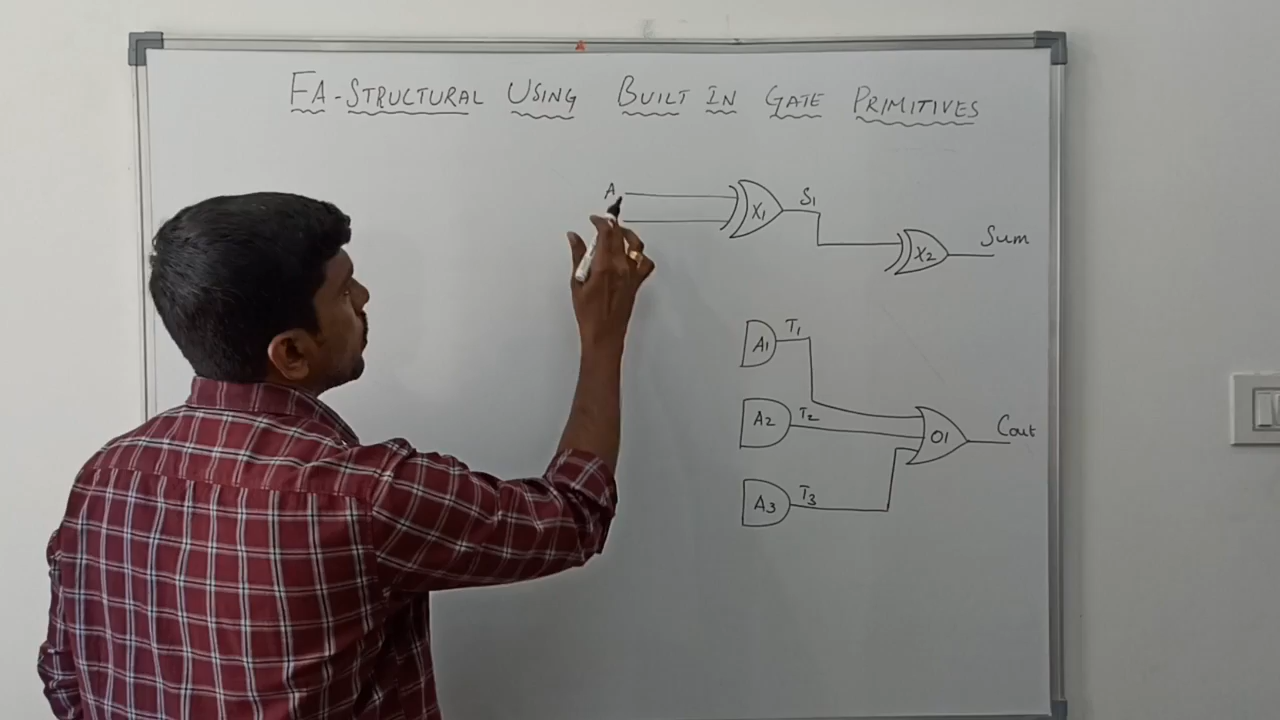 FA-STRUCTURAL USING BUILT IN GATE PRIMITIVES
A
X1
S1
X2
Sum
A1
T1
A2
T2
O1
Cout
A3
T3